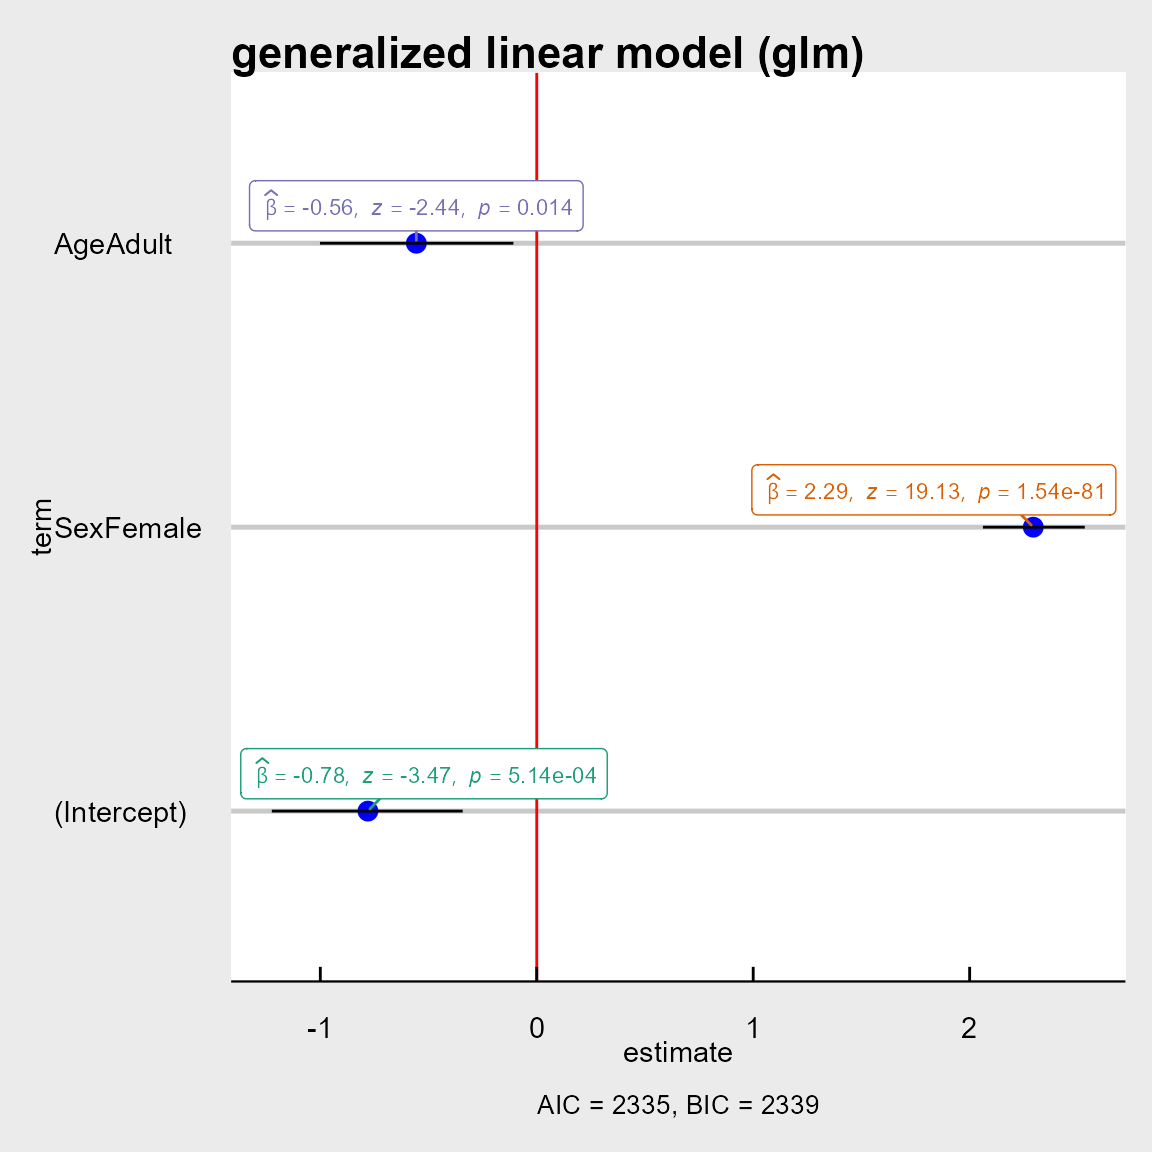 generalized linear model (glm)
β̂ = -0.56, z = -2.44, p = 0.014
AgeAdult
β̂ = 2.29, z = 19.13, p = 1.54e-81
term
SexFemale
β̂ = -0.78, z = -3.47, p = 5.14e-04
(Intercept)
-1 0 1 2
estimate
AIC = 2335, BIC = 2339